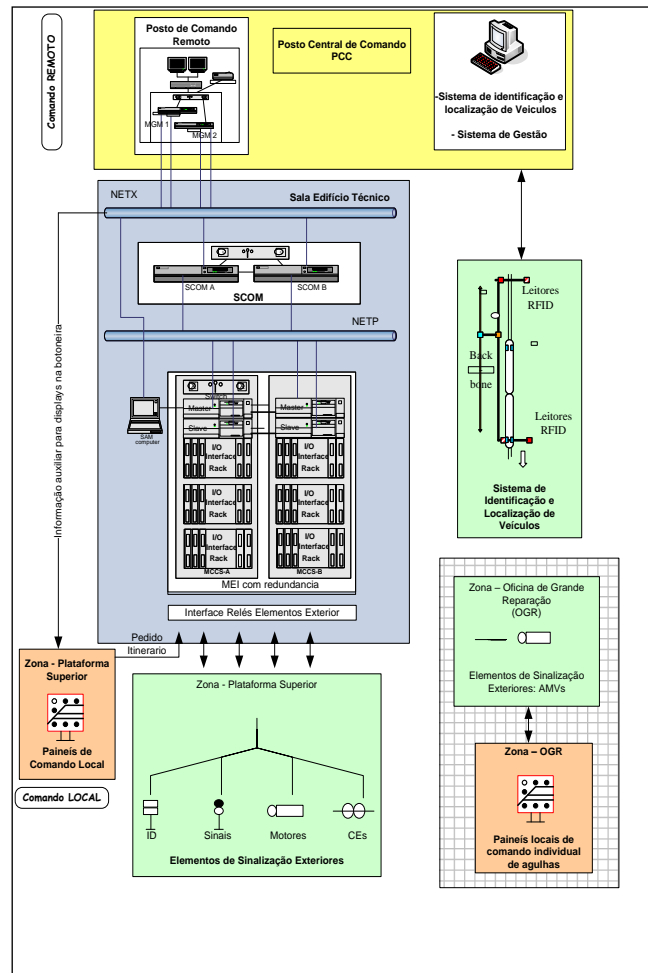 Comando REMOTO
Posto de Comando
Remoto
MGM 1
MGM 2
Posto Central de Comando
PCC
-Sistema de identificação e
localização de Veiculos
- Sistema de Gestão
NETX
Sala Edifício Técnico
SCOM A
SCOM B
SCOM
NETP
Switch
Master
Slave
Master
Slave
SAM
computer
I/O
Interface
Rack
I/O
Interface
Rack
I/O
Interface
Rack
I/O
Interface
Rack
I/O
Interface
Rack
I/O
Interface
Rack
MCCS-A
MCCS-B
MEI com redundancia
Interface Relés Elementos Exterior
Informação auxiliar para displays na botoneira
Pedido
Itinerario
Zona - Plataforma
Superior
Paineís de
Comando Local
Comando LOCAL
Zona - Plataforma Superior
ID
Sinais
Motores
CEs
Elementos de Sinalização Exteriores
Leitores
RFID
Back
bone
Leitores
RFID
Sistema de
Identificação e
Localização de
Veículos
Zona – Oficina de Grande
Reparação
(OGR)
Elementos de Sinalização
Exteriores: AMVs
Zona – OGR
Paineís locais de
comando individual
de agulhas